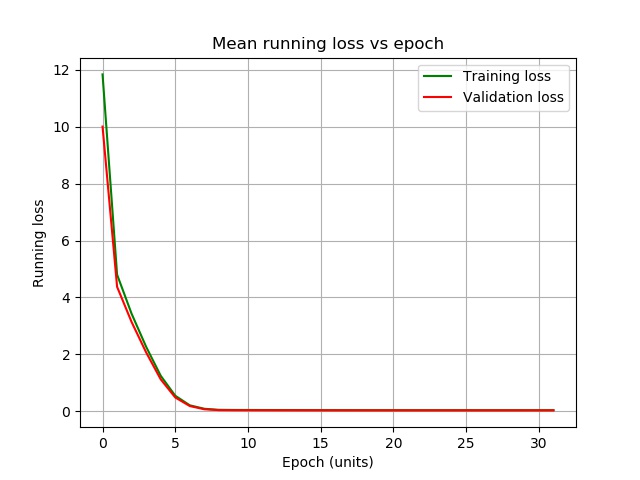 Mean running loss vs epoch
Training loss
Validation loss
Running loss
12
10
8
6
4
2
0
0 5 10 15 20 25 30
Epoch (units)